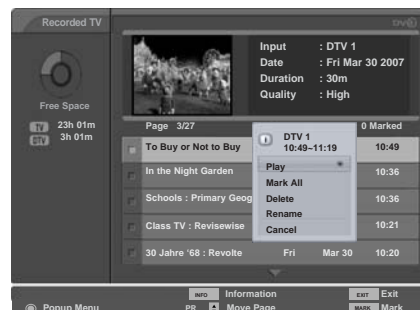 Recorded TV
DVR
Input : DTV 1
Date : Fri Mar 30 2007
Duration : 30m
Quality : High
Free Space
TV 23h 01m
DTV 3h 01m
Page 3/27 0 Marked
To Buy or Not to Buy 10:49
In the Night Garden 10:36
Schools : Primary Geog 10:36
Class TV : Revisewise 10:21
30 Jahre '68 : Revolte Fri Mar 30 10:20
DTV 1
10:49~11:19
Play
Mark All
Delete
Rename
Cancel
INFO Information EXIT Exit
Popup Menu PR Move Page MARK Mark